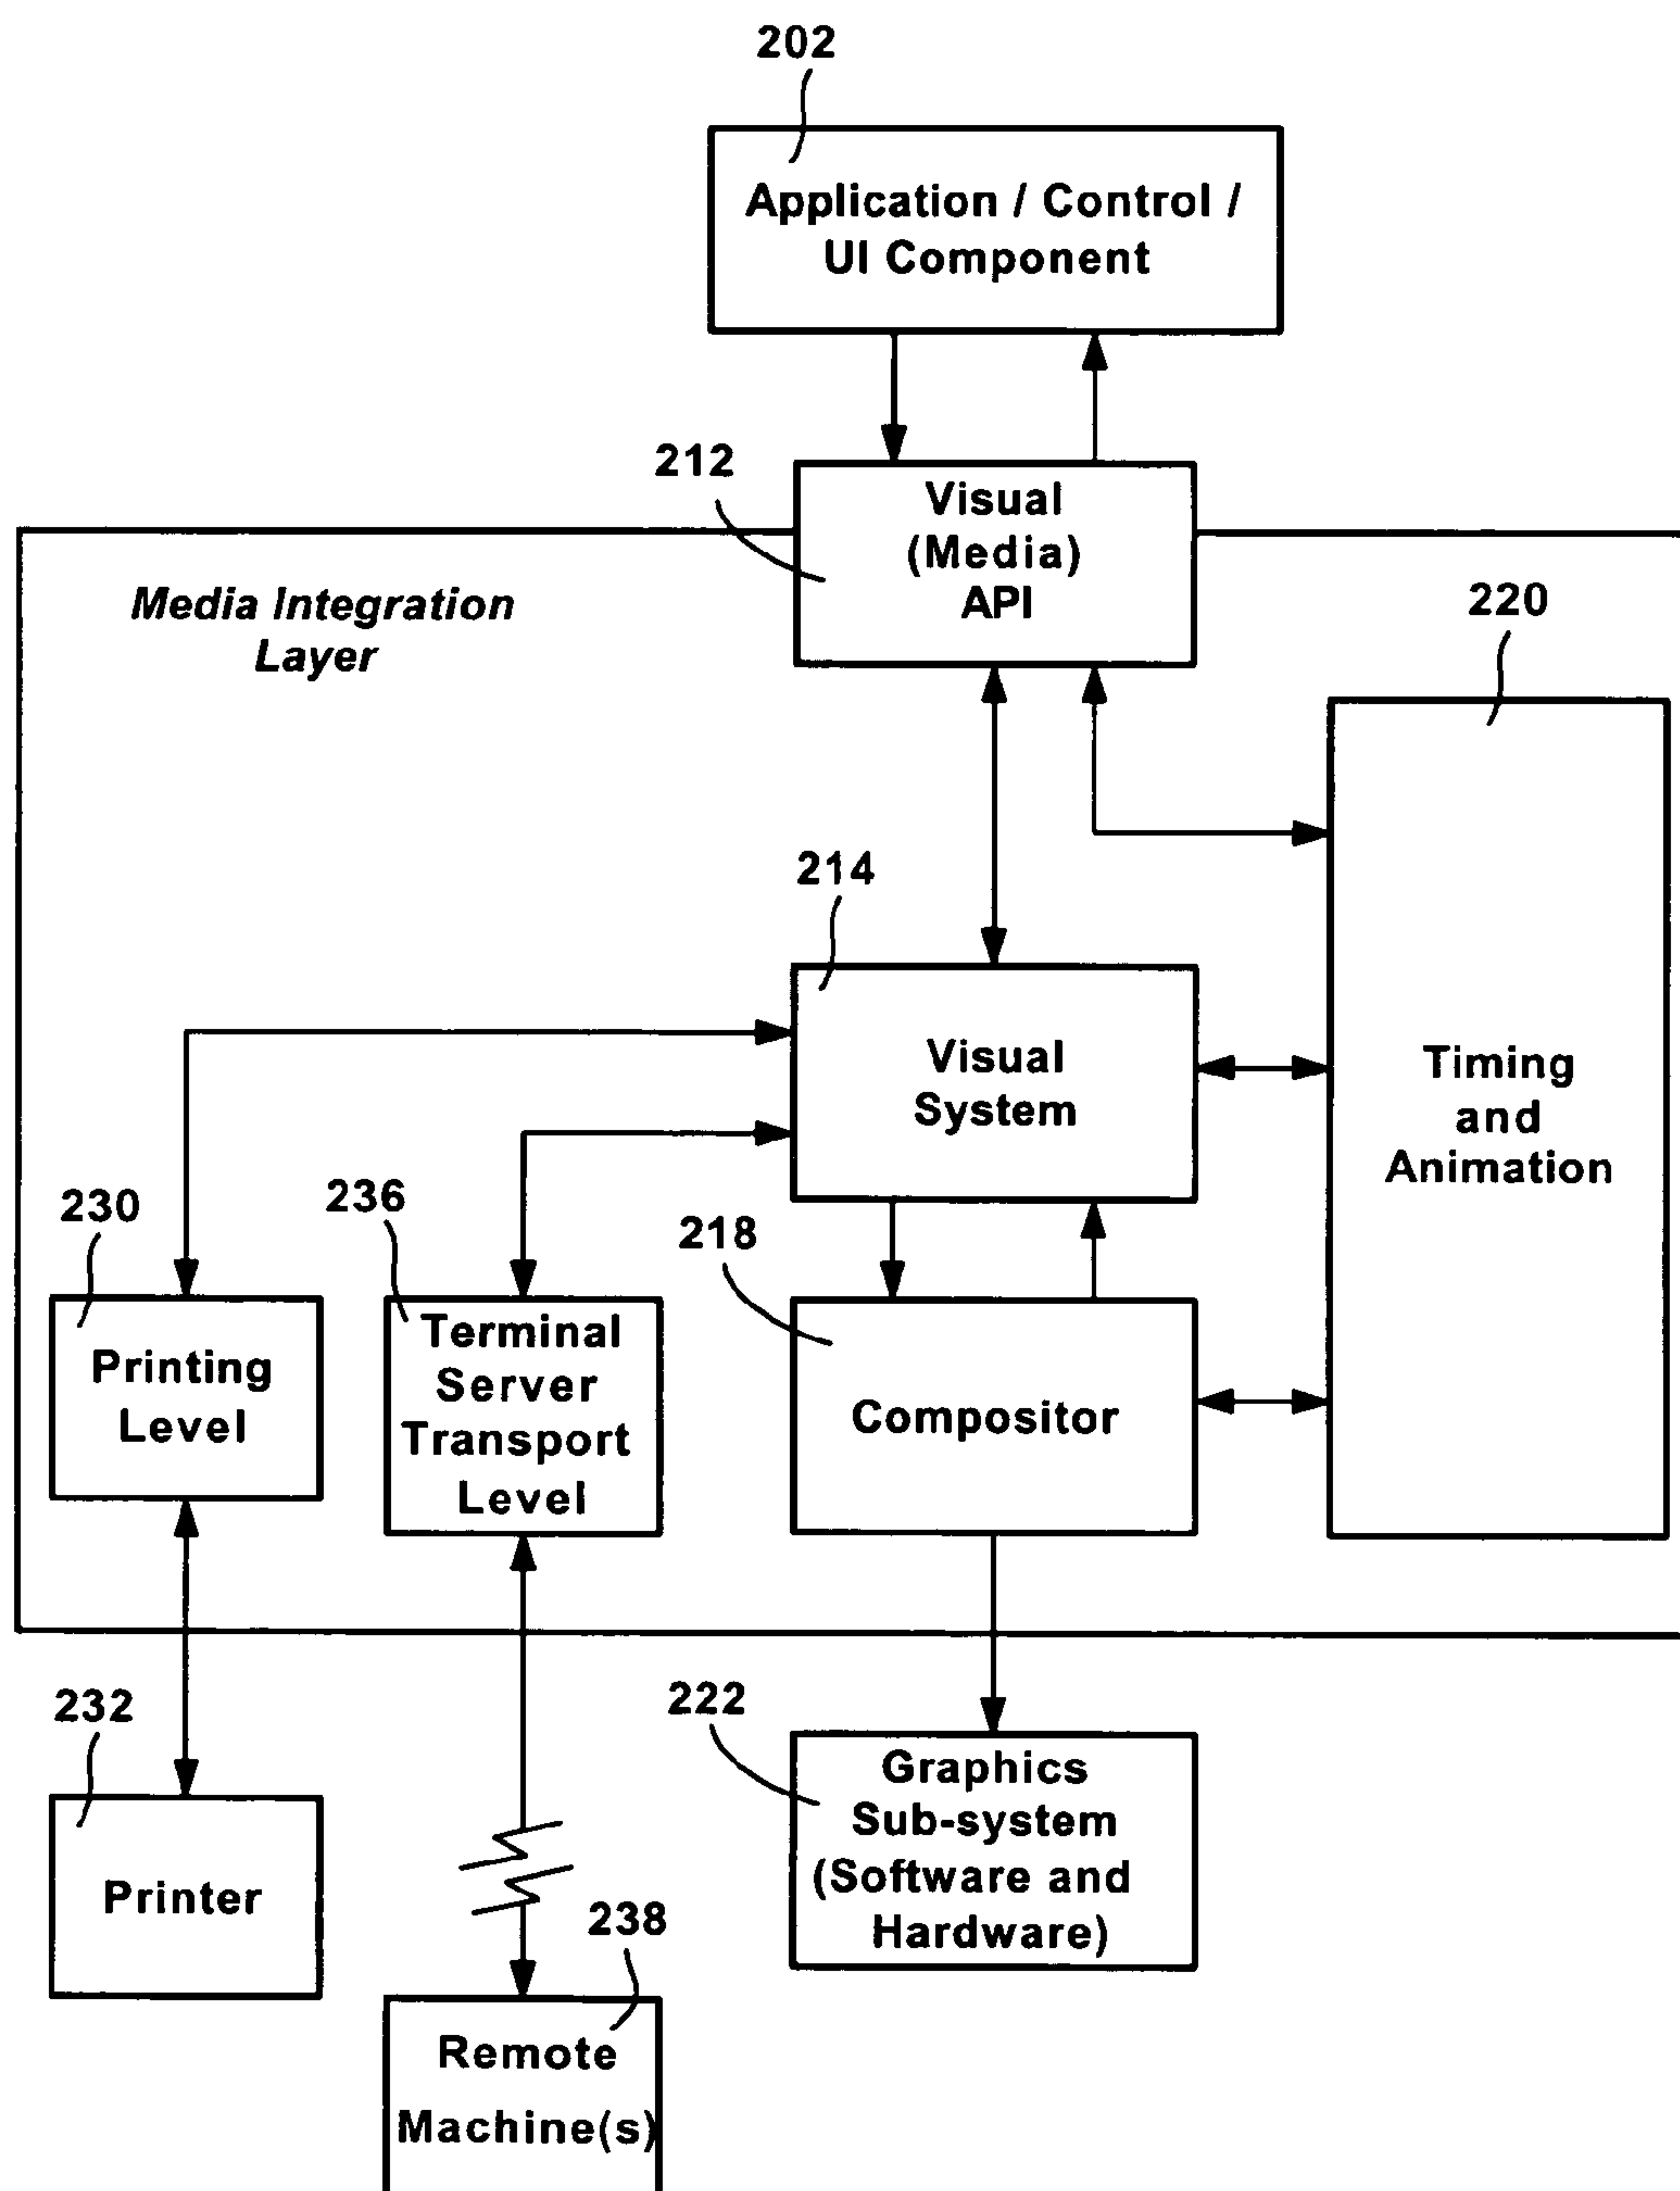 202
Application / Control /
UI Component
212
Visual
(Media)
API
Media Integration
Layer
220
214
Visual
System
Timing
and
Animation
230
236
218
Printing
Level
Terminal
Server
Transport
Level
Compositor
232
222
Printer
Graphics
Sub-system
(Software and
Hardware)
238
Remote
Machine(s)